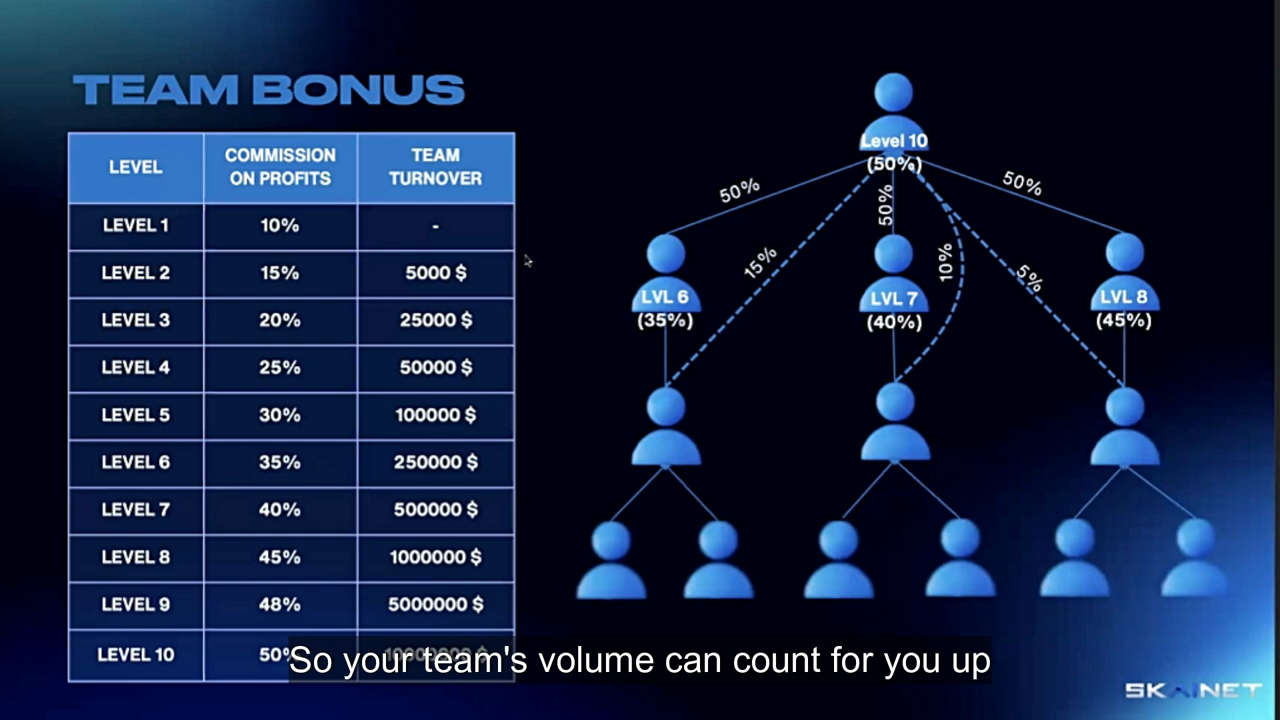 TEAM BONUS
LEVEL COMMISSION ON PROFITS TEAM TURNOVER
LEVEL 1 10% -
LEVEL 2 15% 5000 $
LEVEL 3 20% 25000 $
LEVEL 4 25% 50000 $
LEVEL 5 30% 100000 $
LEVEL 6 35% 250000 $
LEVEL 7 40% 500000 $
LEVEL 8 45% 1000000 $
LEVEL 9 48% 5000000 $
LEVEL 10 50%
Level 10
(50%)
50% 50% 50%
15% 10% 5%
LVL 6 LVL 7 LVL 8
(35%) (40%) (45%)
So your team's volume can count for you up
SKAINET